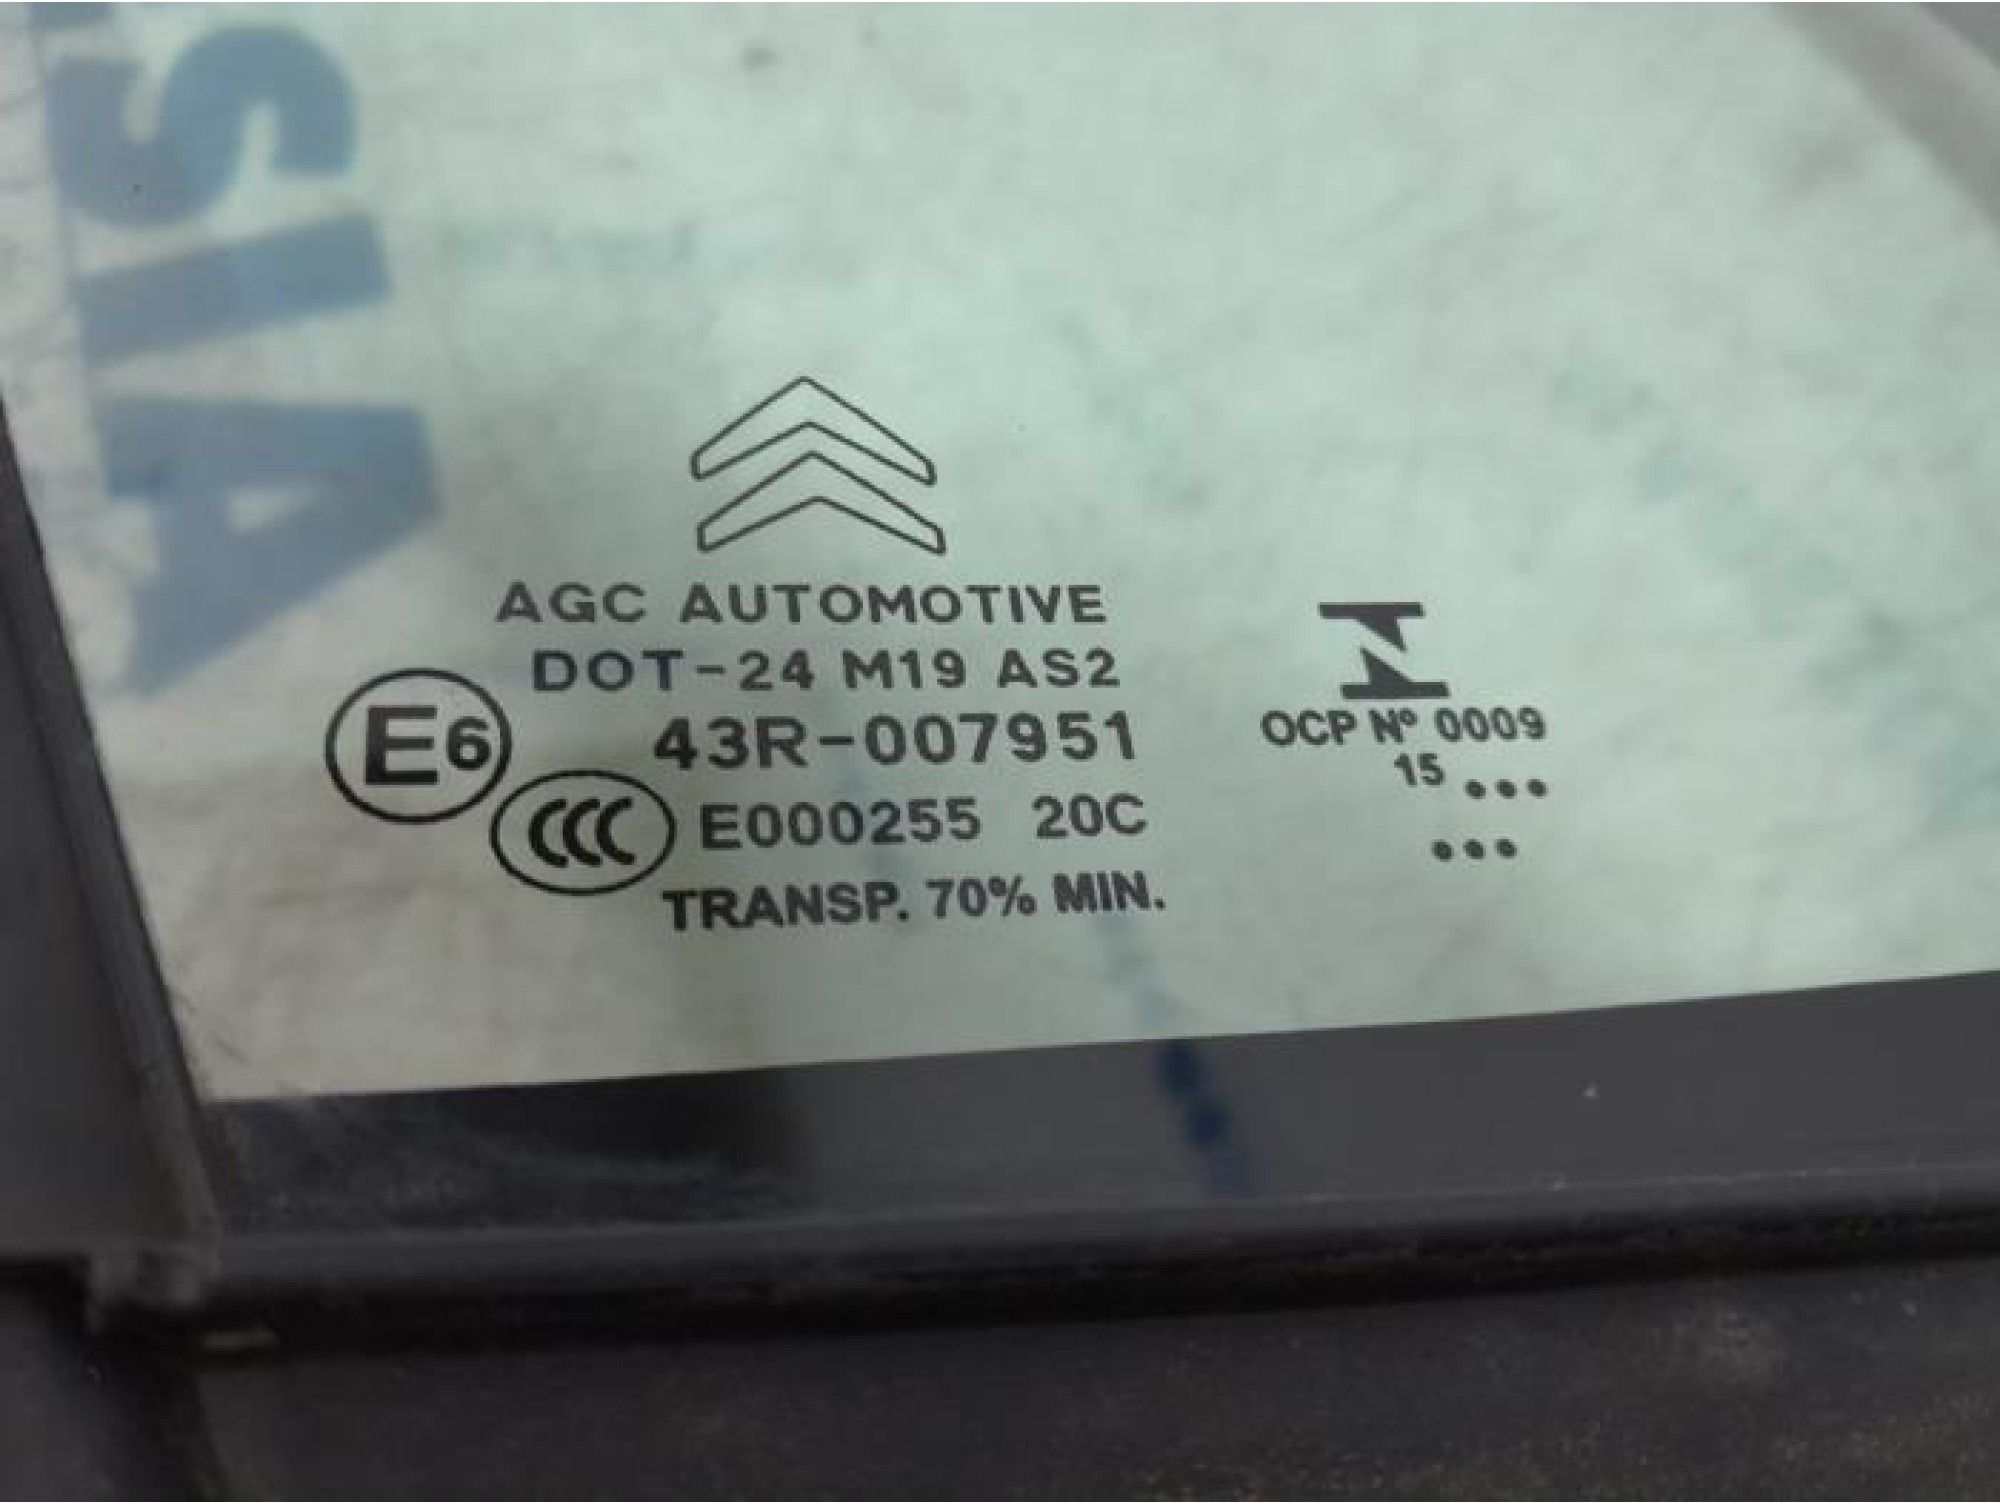 SIA
AGC AUTOMOTIVE
DOT-24 M19 AS2
E6 43R-007951
CCC E000255 20C
TRANSP. 70% MIN.
OCP Nº 0009
15 •••
•••